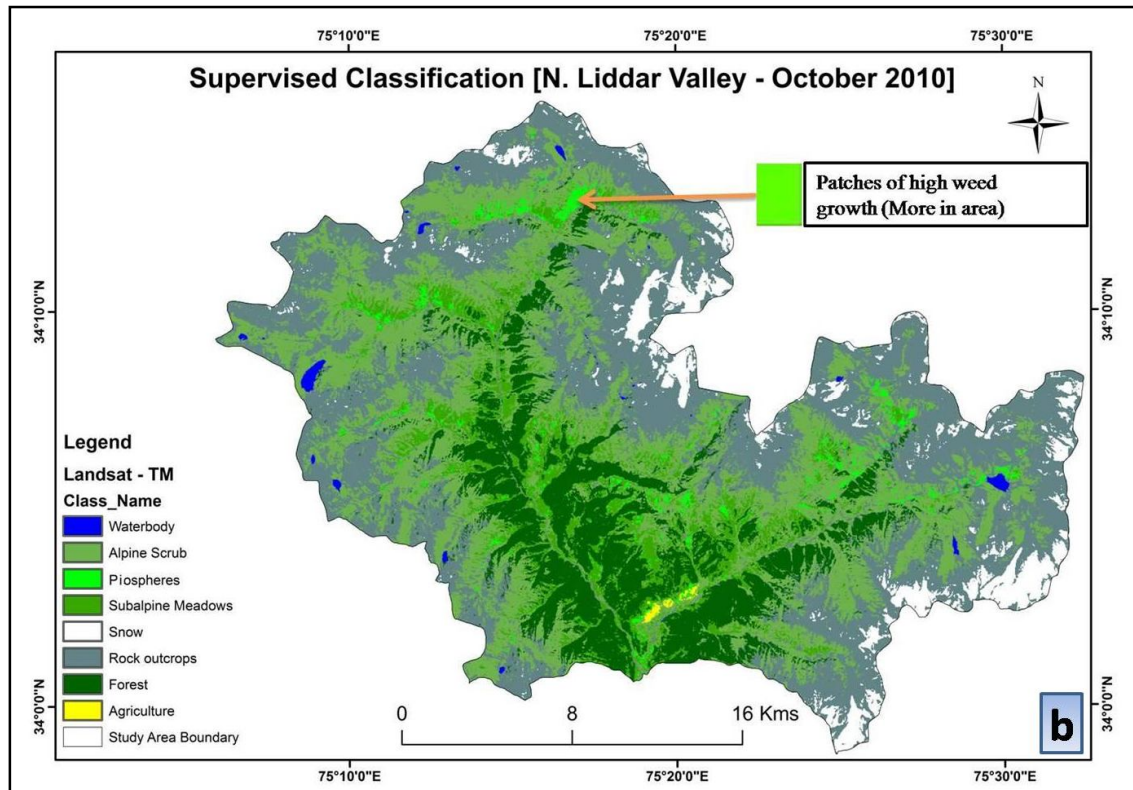 75°10'0"E
75°20'0"E
75°30'0"E
Supervised Classification [N. Liddar Valley - October 2010]
N
Patches of high weed
growth (More in area)
34°10'0"N
34°10'0"N
Legend
Landsat - TM
Class_Name
Waterbody
Alpine Scrub
Piospheres
Subalpine Meadows
Snow
Rock outcrops
Forest
Agriculture
Study Area Boundary
0
8
16 Kms
34°0'0"N
34°0'0"N
b
75°10'0"E
75°20'0"E
75°30'0"E